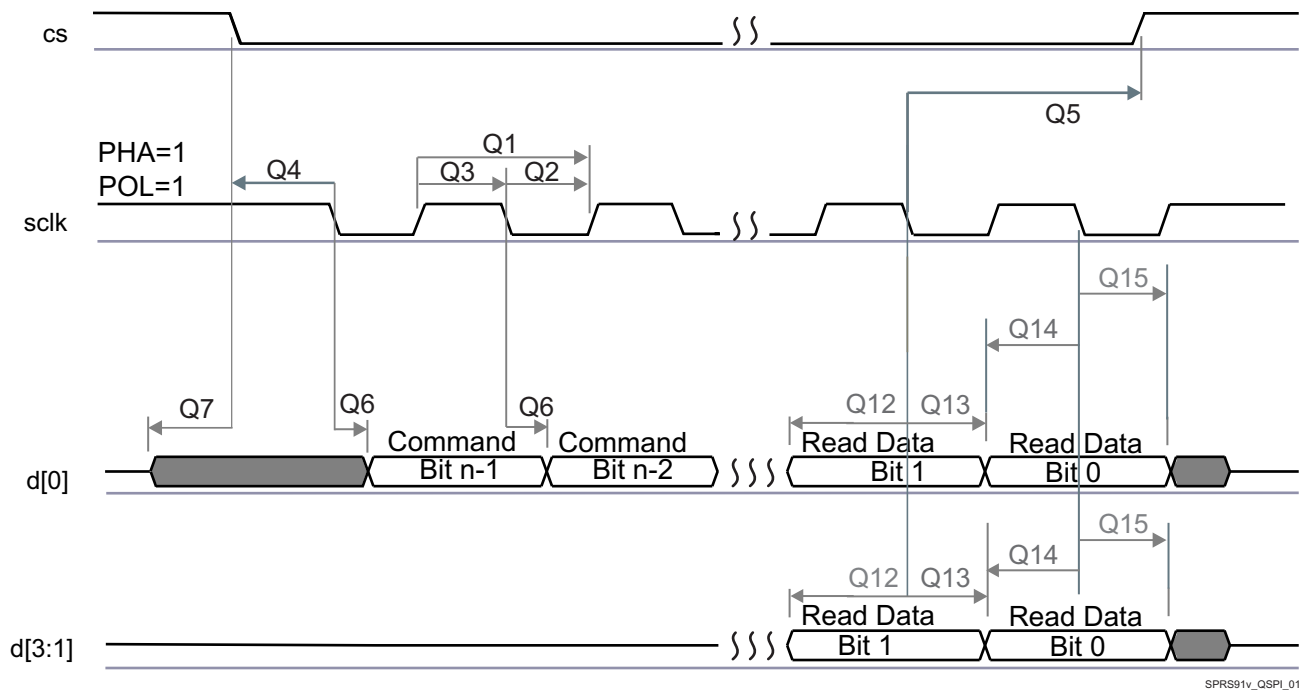 cs
Q5
PHA=1
POL=1
Q4
Q1
Q3 Q2
sclk
Q15
Q14
Q7 Q6 Q6 Q12 Q13
Command Command Read Data Read Data
d[0] Bit n-1 Bit n-2 Bit 1 Bit 0
Q15
Q14
Q12 Q13
Read Data Read Data
d[3:1] Bit 1 Bit 0
SPRS91v_QSPI_01